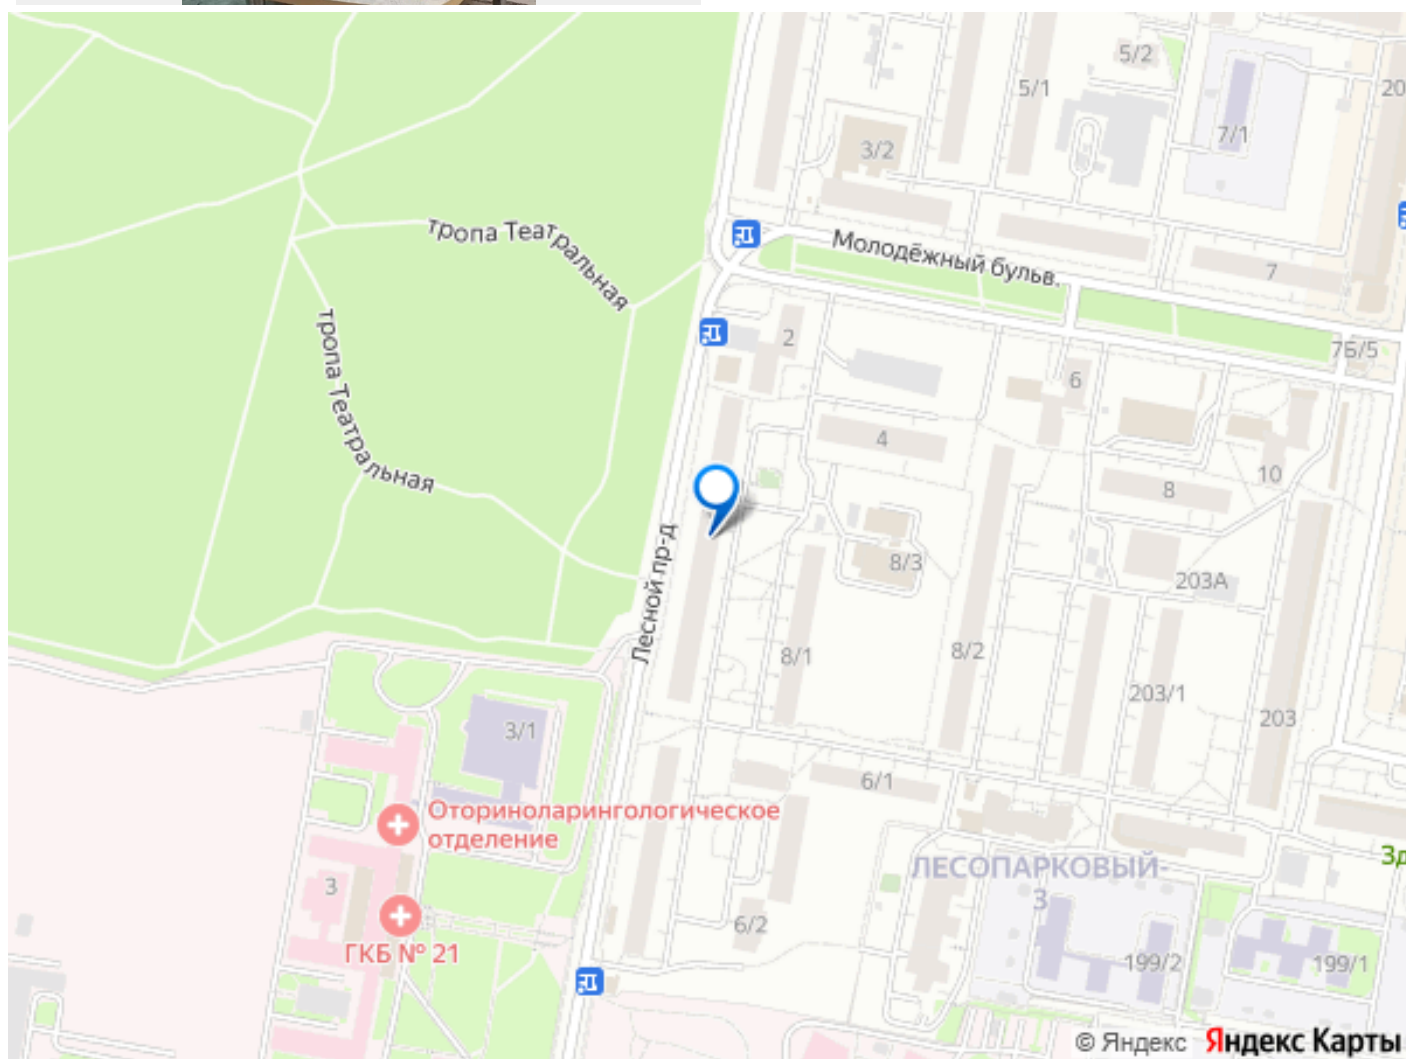 5/2
5/1
20
7/1
3/2
тропа Театральная
Молодёжный бульв.
7
2
7Б/5
6
тропа Театральная
4
10
8
Лесной пр-д
8/3
203А
8/1
8/2
203/1
203
3/1
6/1
Оториноларингологическое
отделение
Зд
ЛЕСОПАРКОВЫЙ-
3
3
6/2
ГКБ № 21
199/2
199/1
© Яндекс Яндекс Карты